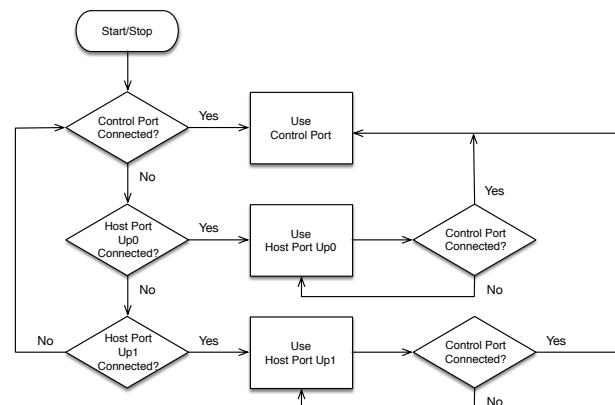 Start/Stop
Control Port
Connected?
Yes
Use
Control Port
No
Yes
Host Port
Up0
Connected?
Yes
Use
Host Port Up0
Control Port
Connected?
No
No
Host Port
Up1
Connected?
No
Yes
Use
Host Port Up1
Control Port
Connected?
Yes
No